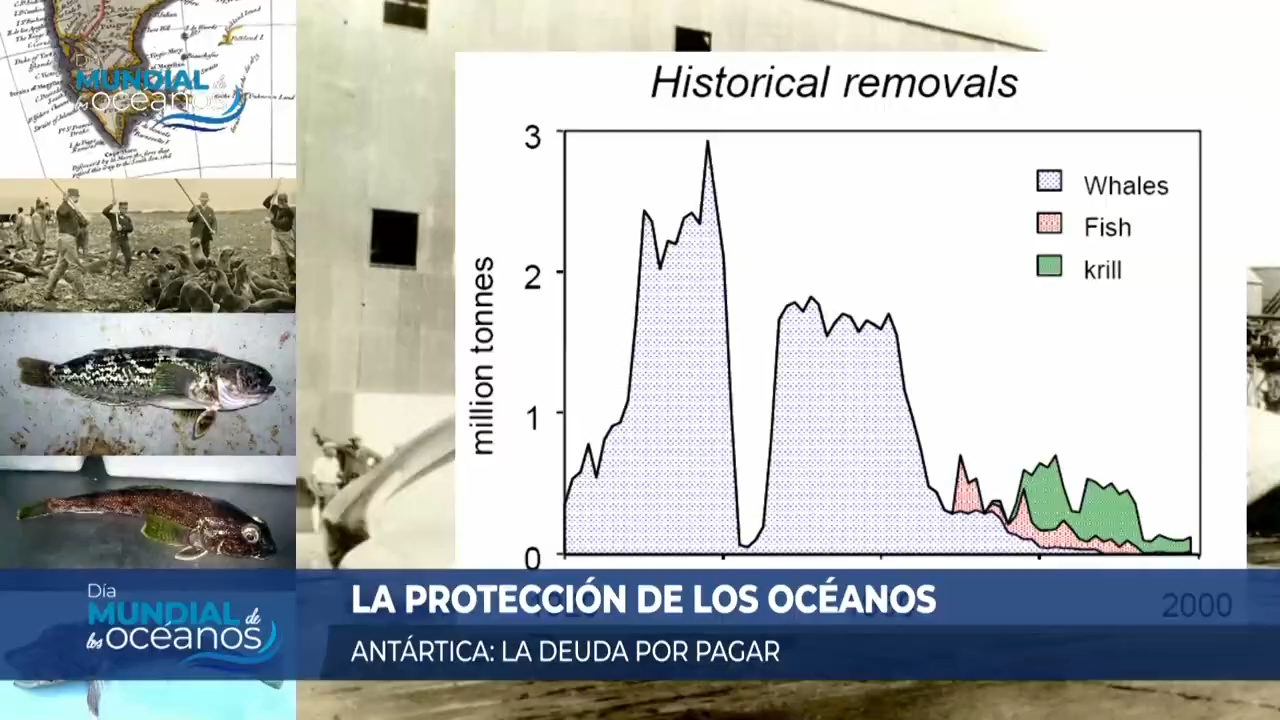 Día
MUNDIAL de
los océanos
Historical removals
3
2
1
0
million tonnes
Whales
Fish
krill
2000
Día
MUNDIAL de
los océanos
LA PROTECCIÓN DE LOS OCÉANOS
ANTÁRTICA: LA DEUDA POR PAGAR